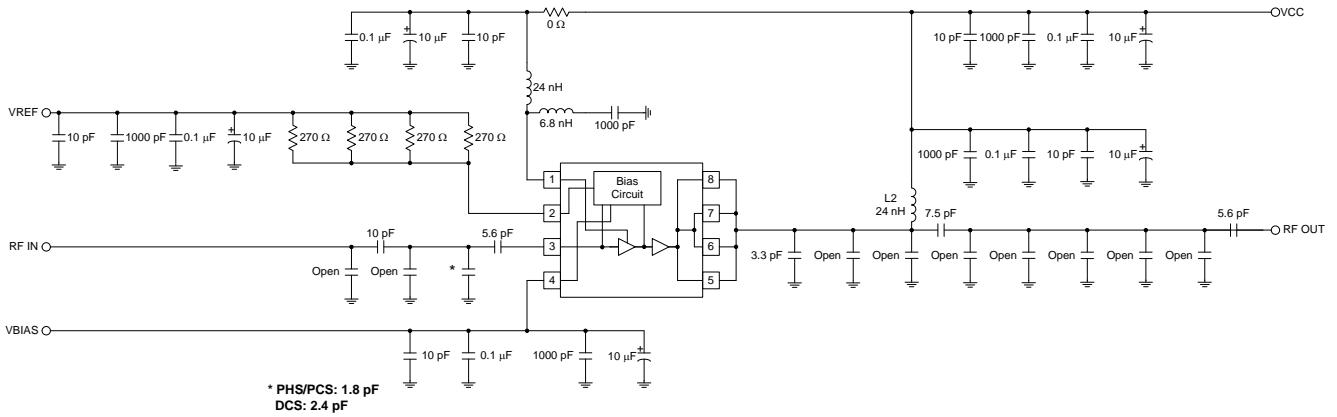 0 Ω
VCC
0.1 µF
10 µF
10 pF
10 pF
1000 pF
0.1 µF
10 µF
24 nH
VREF
6.8 nH
1000 pF
10 pF
1000 pF
0.1 µF
10 µF
270 Ω
270 Ω
270 Ω
270 Ω
1000 pF
0.1 µF
10 pF
10 µF
1
Bias
Circuit
8
2
7
L2
24 nH
7.5 pF
5.6 pF
RF IN
10 pF
5.6 pF
3
6
RF OUT
Open
Open
*
4
5
3.3 pF
Open
Open
Open
Open
Open
Open
Open
VBIAS
10 pF
0.1 µF
1000 pF
10 µF
* PHS/PCS: 1.8 pF
DCS: 2.4 pF